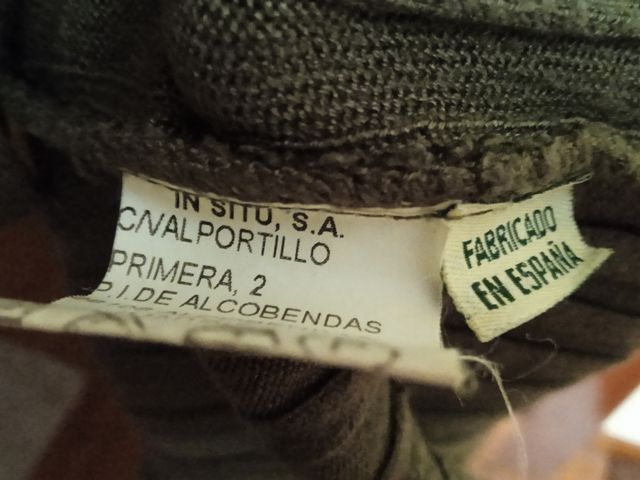 IN SITU, S.A.
C/VALPORTILLO
PRIMERA, 2
P.I.DE ALCOBENDAS
FABRICADO
EN ESPAÑA